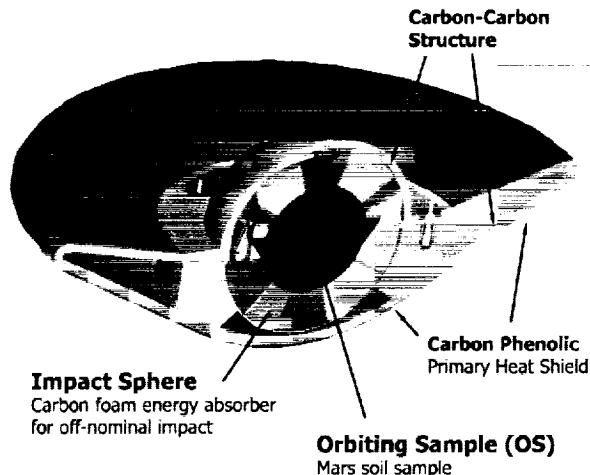 Carbon-Carbon
Structure
Carbon Phenolic
Primary Heat Shield
Impact Sphere
Carbon foam energy absorber
for off-nominal impact
Orbiting Sample (OS)
Mars soil sample